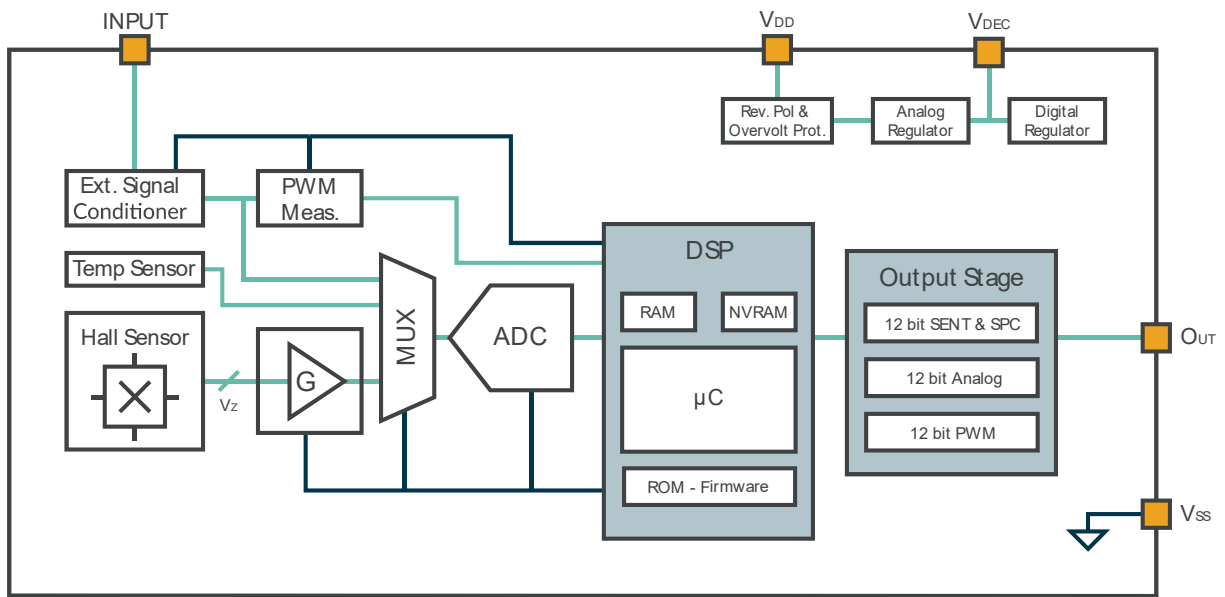 INPUT
VDD
VDEC
Rev. Pol &
Overvolt Prot.
Analog
Regulator
Digital
Regulator
Ext. Signal
Conditioner
PWM
Meas.
Temp Sensor
Hall Sensor
VZ
G
MUX
ADC
DSP
RAM
NVRAM
µC
ROM - Firmware
Output Stage
12 bit SENT & SPC
12 bit Analog
12 bit PWM
OUT
VSS